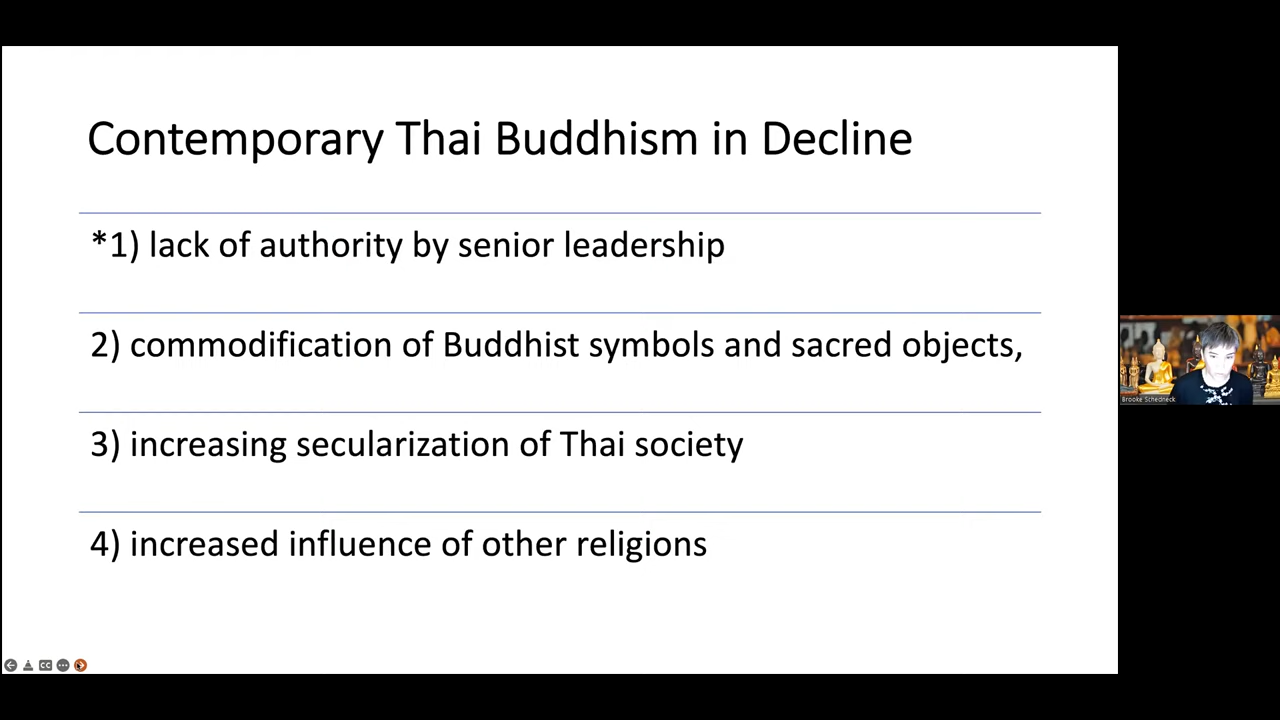 Contemporary Thai Buddhism in Decline
*1) lack of authority by senior leadership
2) commodification of Buddhist symbols and sacred objects,
3) increasing secularization of Thai society
4) increased influence of other religions
Brooke Schedneck
CC